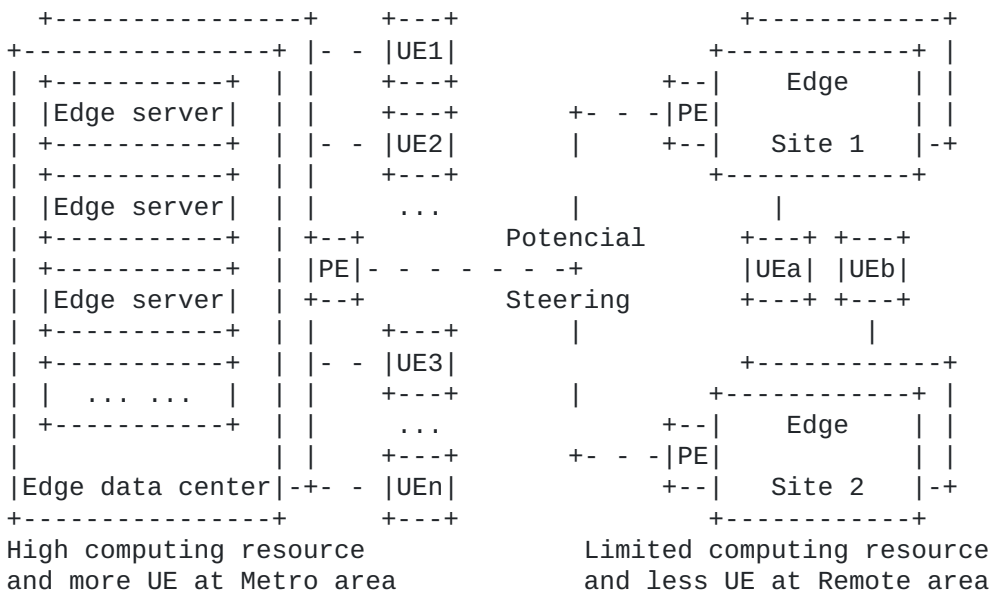 UE1
Edge
Edge server
PE
UE2
Site 1
Edge server
...
Potencial
PE
UEa
UEb
Edge server
Steering
UE3
... ...
...
Edge
PE
Edge data center
UEn
Site 2
High computing resource
Limited computing resource
and more UE at Metro area
and less UE at Remote area